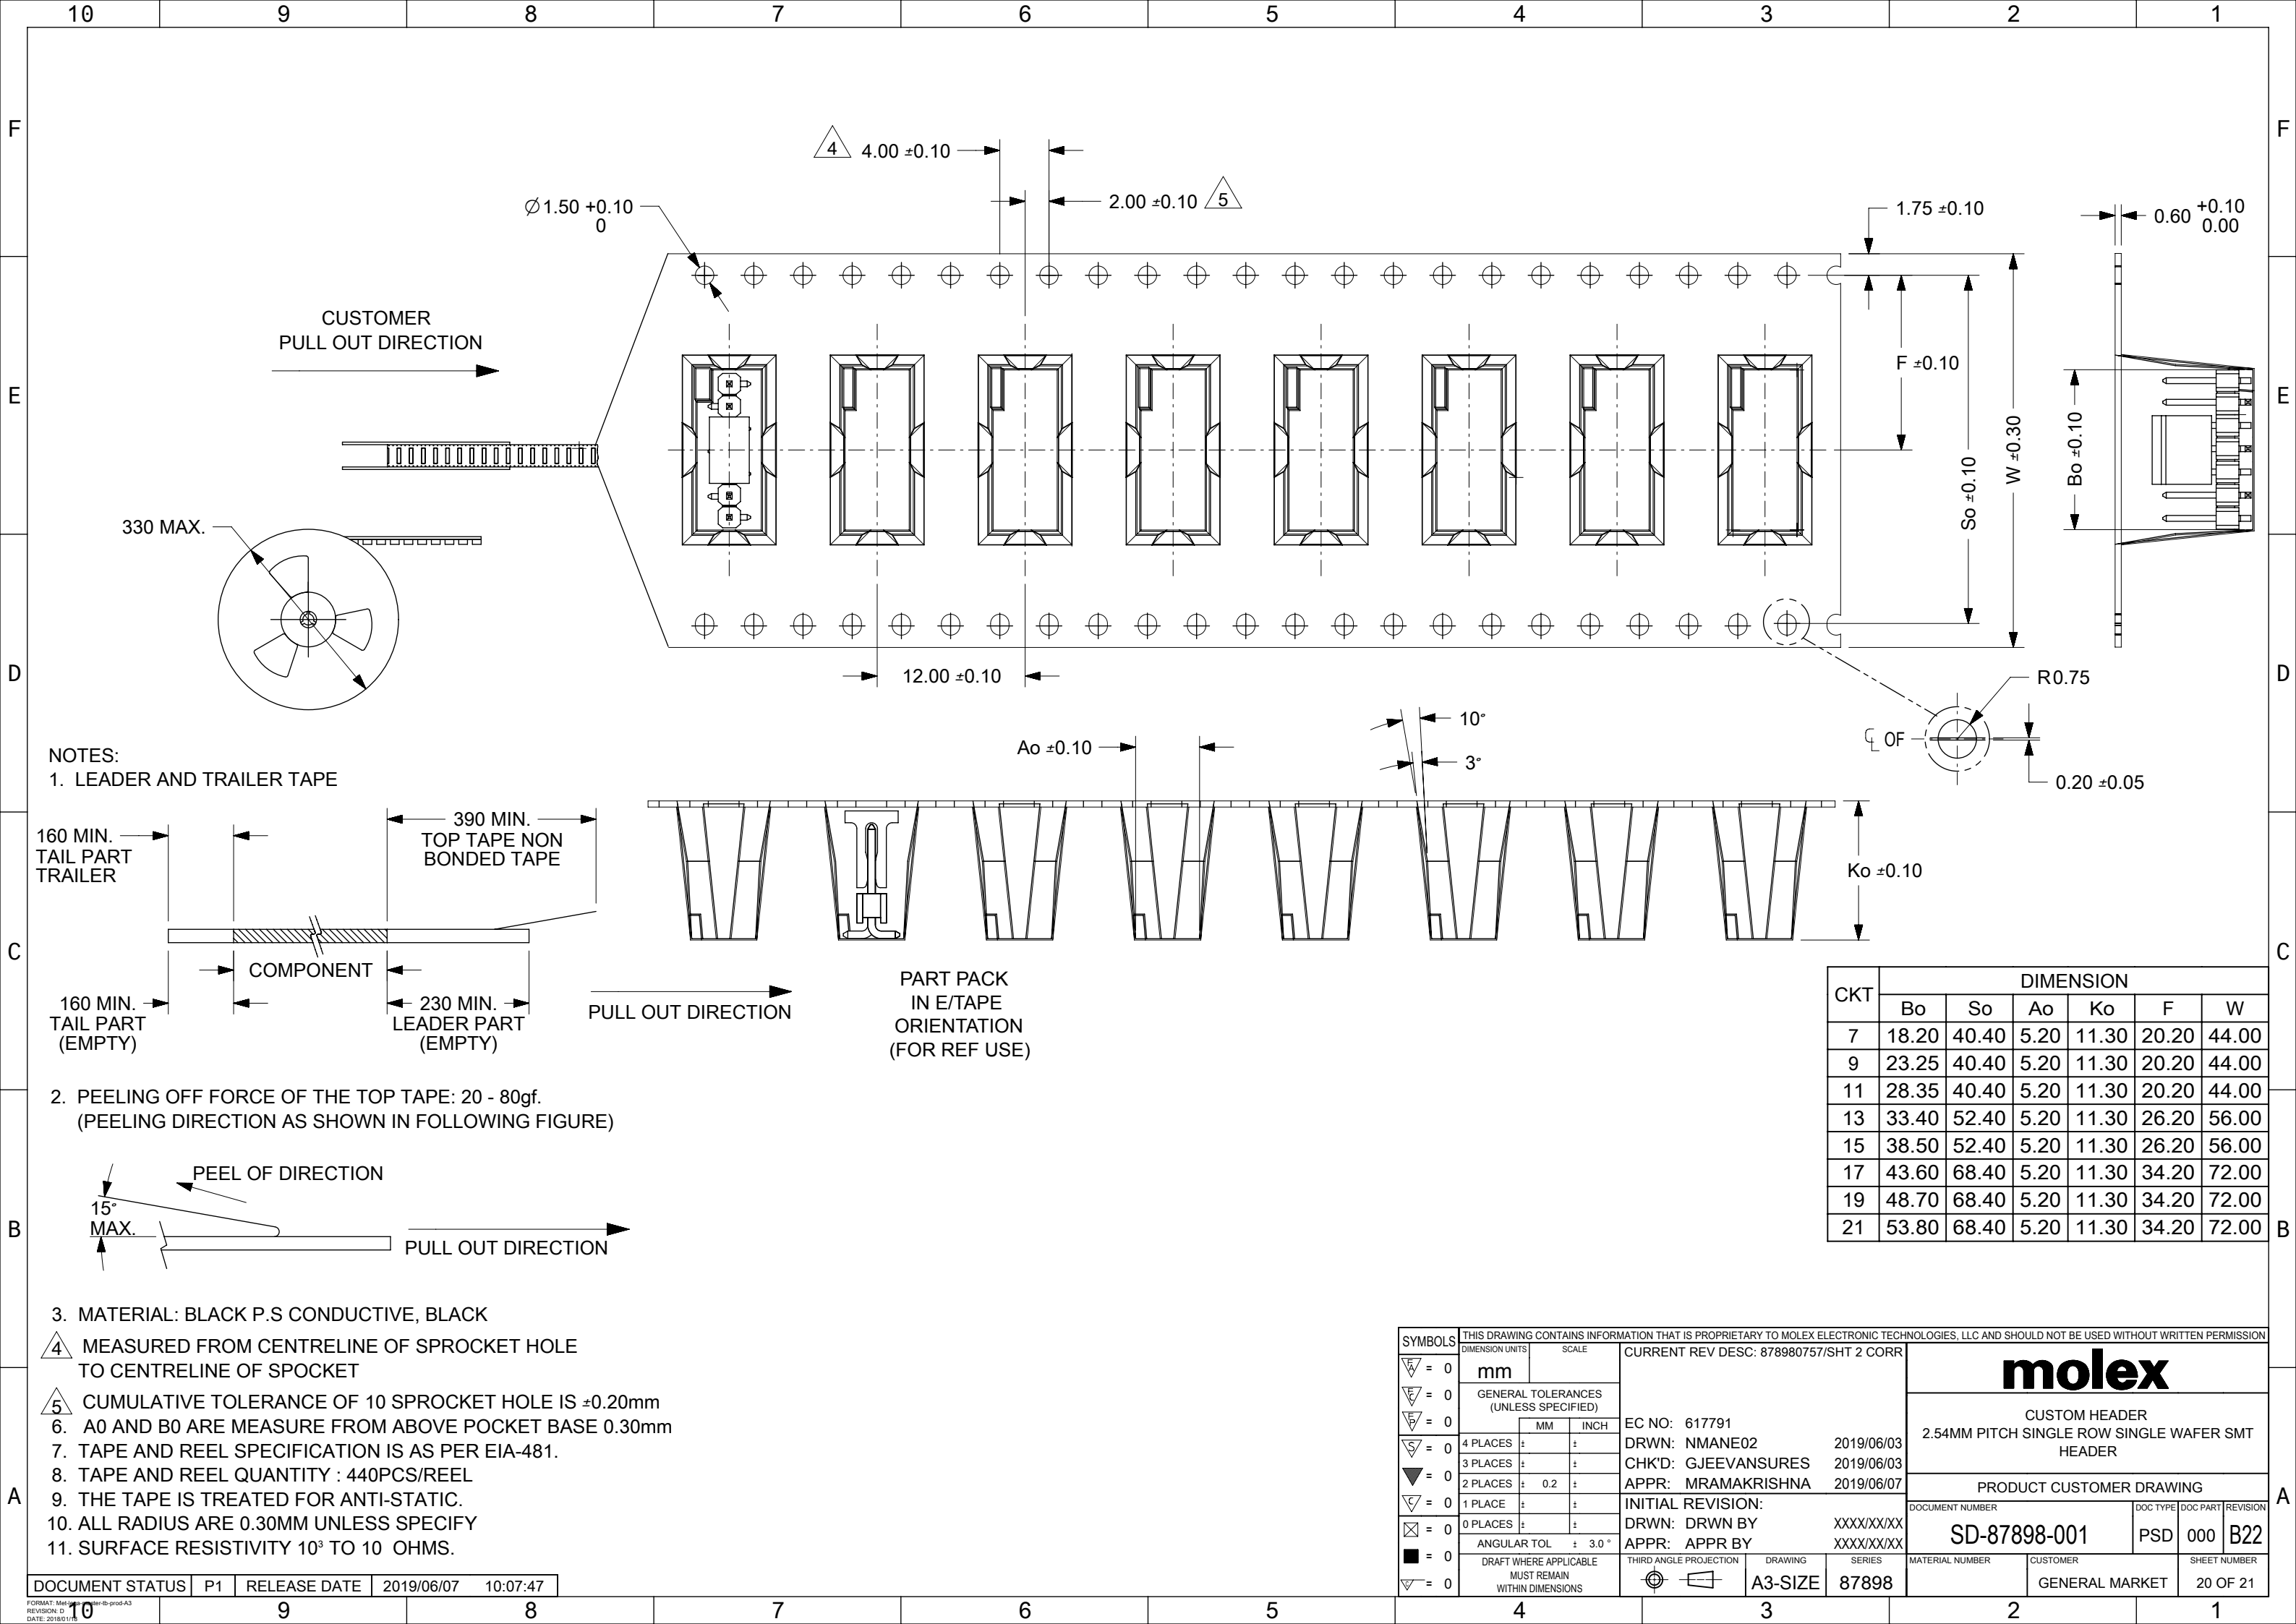 10 9 8 7 6 5 4 3 2 1
F
E
D
C
B
A
F
E
D
C
B
A
4 4.00 ±0.10
2.00 ±0.10 5
Ø1.50 +0.10
0
1.75 ±0.10
0.60 +0.10
0.00
CUSTOMER
PULL OUT DIRECTION
F ±0.10
So ±0.10
W ±0.30
Bo ±0.10
330 MAX.
12.00 ±0.10
R0.75
℄ OF
0.20 ±0.05
10°
3°
Ao ±0.10
Ko ±0.10
NOTES:
1. LEADER AND TRAILER TAPE
160 MIN.
TAIL PART
TRAILER
390 MIN.
TOP TAPE NON
BONDED TAPE
COMPONENT
160 MIN.
TAIL PART
(EMPTY)
230 MIN.
LEADER PART
(EMPTY)
PULL OUT DIRECTION
PART PACK
IN E/TAPE
ORIENTATION
(FOR REF USE)
CKT DIMENSION
Bo So Ao Ko F W
7 18.20 40.40 5.20 11.30 20.20 44.00
9 23.25 40.40 5.20 11.30 20.20 44.00
11 28.35 40.40 5.20 11.30 20.20 44.00
13 33.40 52.40 5.20 11.30 26.20 56.00
15 38.50 52.40 5.20 11.30 26.20 56.00
17 43.60 68.40 5.20 11.30 34.20 72.00
19 48.70 68.40 5.20 11.30 34.20 72.00
21 53.80 68.40 5.20 11.30 34.20 72.00
2. PEELING OFF FORCE OF THE TOP TAPE: 20 - 80gf.
(PEELING DIRECTION AS SHOWN IN FOLLOWING FIGURE)
PEEL OF DIRECTION
15°
MAX.
PULL OUT DIRECTION
3. MATERIAL: BLACK P.S CONDUCTIVE, BLACK
4 MEASURED FROM CENTRELINE OF SPROCKET HOLE
TO CENTRELINE OF SPOCKET
5 CUMULATIVE TOLERANCE OF 10 SPROCKET HOLE IS ±0.20mm
6. A0 AND B0 ARE MEASURE FROM ABOVE POCKET BASE 0.30mm
7. TAPE AND REEL SPECIFICATION IS AS PER EIA-481.
8. TAPE AND REEL QUANTITY : 440PCS/REEL
9. THE TAPE IS TREATED FOR ANTI-STATIC.
10. ALL RADIUS ARE 0.30MM UNLESS SPECIFY
11. SURFACE RESISTIVITY 10³ TO 10 OHMS.
DOCUMENT STATUS P1 RELEASE DATE 2019/06/07 10:07:47
REVISION: D
SYMBOLS
= 0
= 0
= 0
= 0
= 0
= 0
= 0
= 0
= 0
THIS DRAWING CONTAINS INFORMATION THAT IS PROPRIETARY TO MOLEX ELECTRONIC TECHNOLOGIES, LLC AND SHOULD NOT BE USED WITHOUT WRITTEN PERMISSION
DIMENSION UNITS SCALE
mm
GENERAL TOLERANCES
(UNLESS SPECIFIED)
MM INCH
4 PLACES ± ±
3 PLACES ± ±
2 PLACES ± 0.2 ±
1 PLACE ± ±
0 PLACES ± ±
ANGULAR TOL ± 3.0 °
DRAFT WHERE APPLICABLE
MUST REMAIN
WITHIN DIMENSIONS
CURRENT REV DESC: 878980757/SHT 2 CORR
EC NO: 617791
DRWN: NMANE02 2019/06/03
CHK'D: GJEEVANSURES 2019/06/03
APPR: MRAMAKRISHNA 2019/06/07
INITIAL REVISION:
DRWN: DRWN BY XXXX/XX/XX
APPR: APPR BY XXXX/XX/XX
THIRD ANGLE PROJECTION DRAWING SERIES
A3-SIZE 87898
molex
CUSTOM HEADER
2.54MM PITCH SINGLE ROW SINGLE WAFER SMT
HEADER
PRODUCT CUSTOMER DRAWING
DOCUMENT NUMBER DOC TYPE DOC PART REVISION
SD-87898-001 PSD 000 B22
MATERIAL NUMBER CUSTOMER SHEET NUMBER
GENERAL MARKET 20 OF 21
10 9 8 7 6 5 4 3 2 1